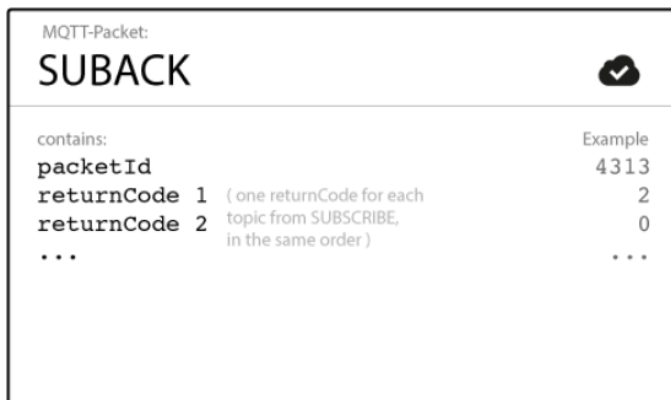 MQTT-Packet:
SUBACK
contains:
Example
packetId
4313
returnCode 1
( one returnCode for each
2
returnCode 2
topic from SUBSCRIBE,
0
in the same order )
...
...